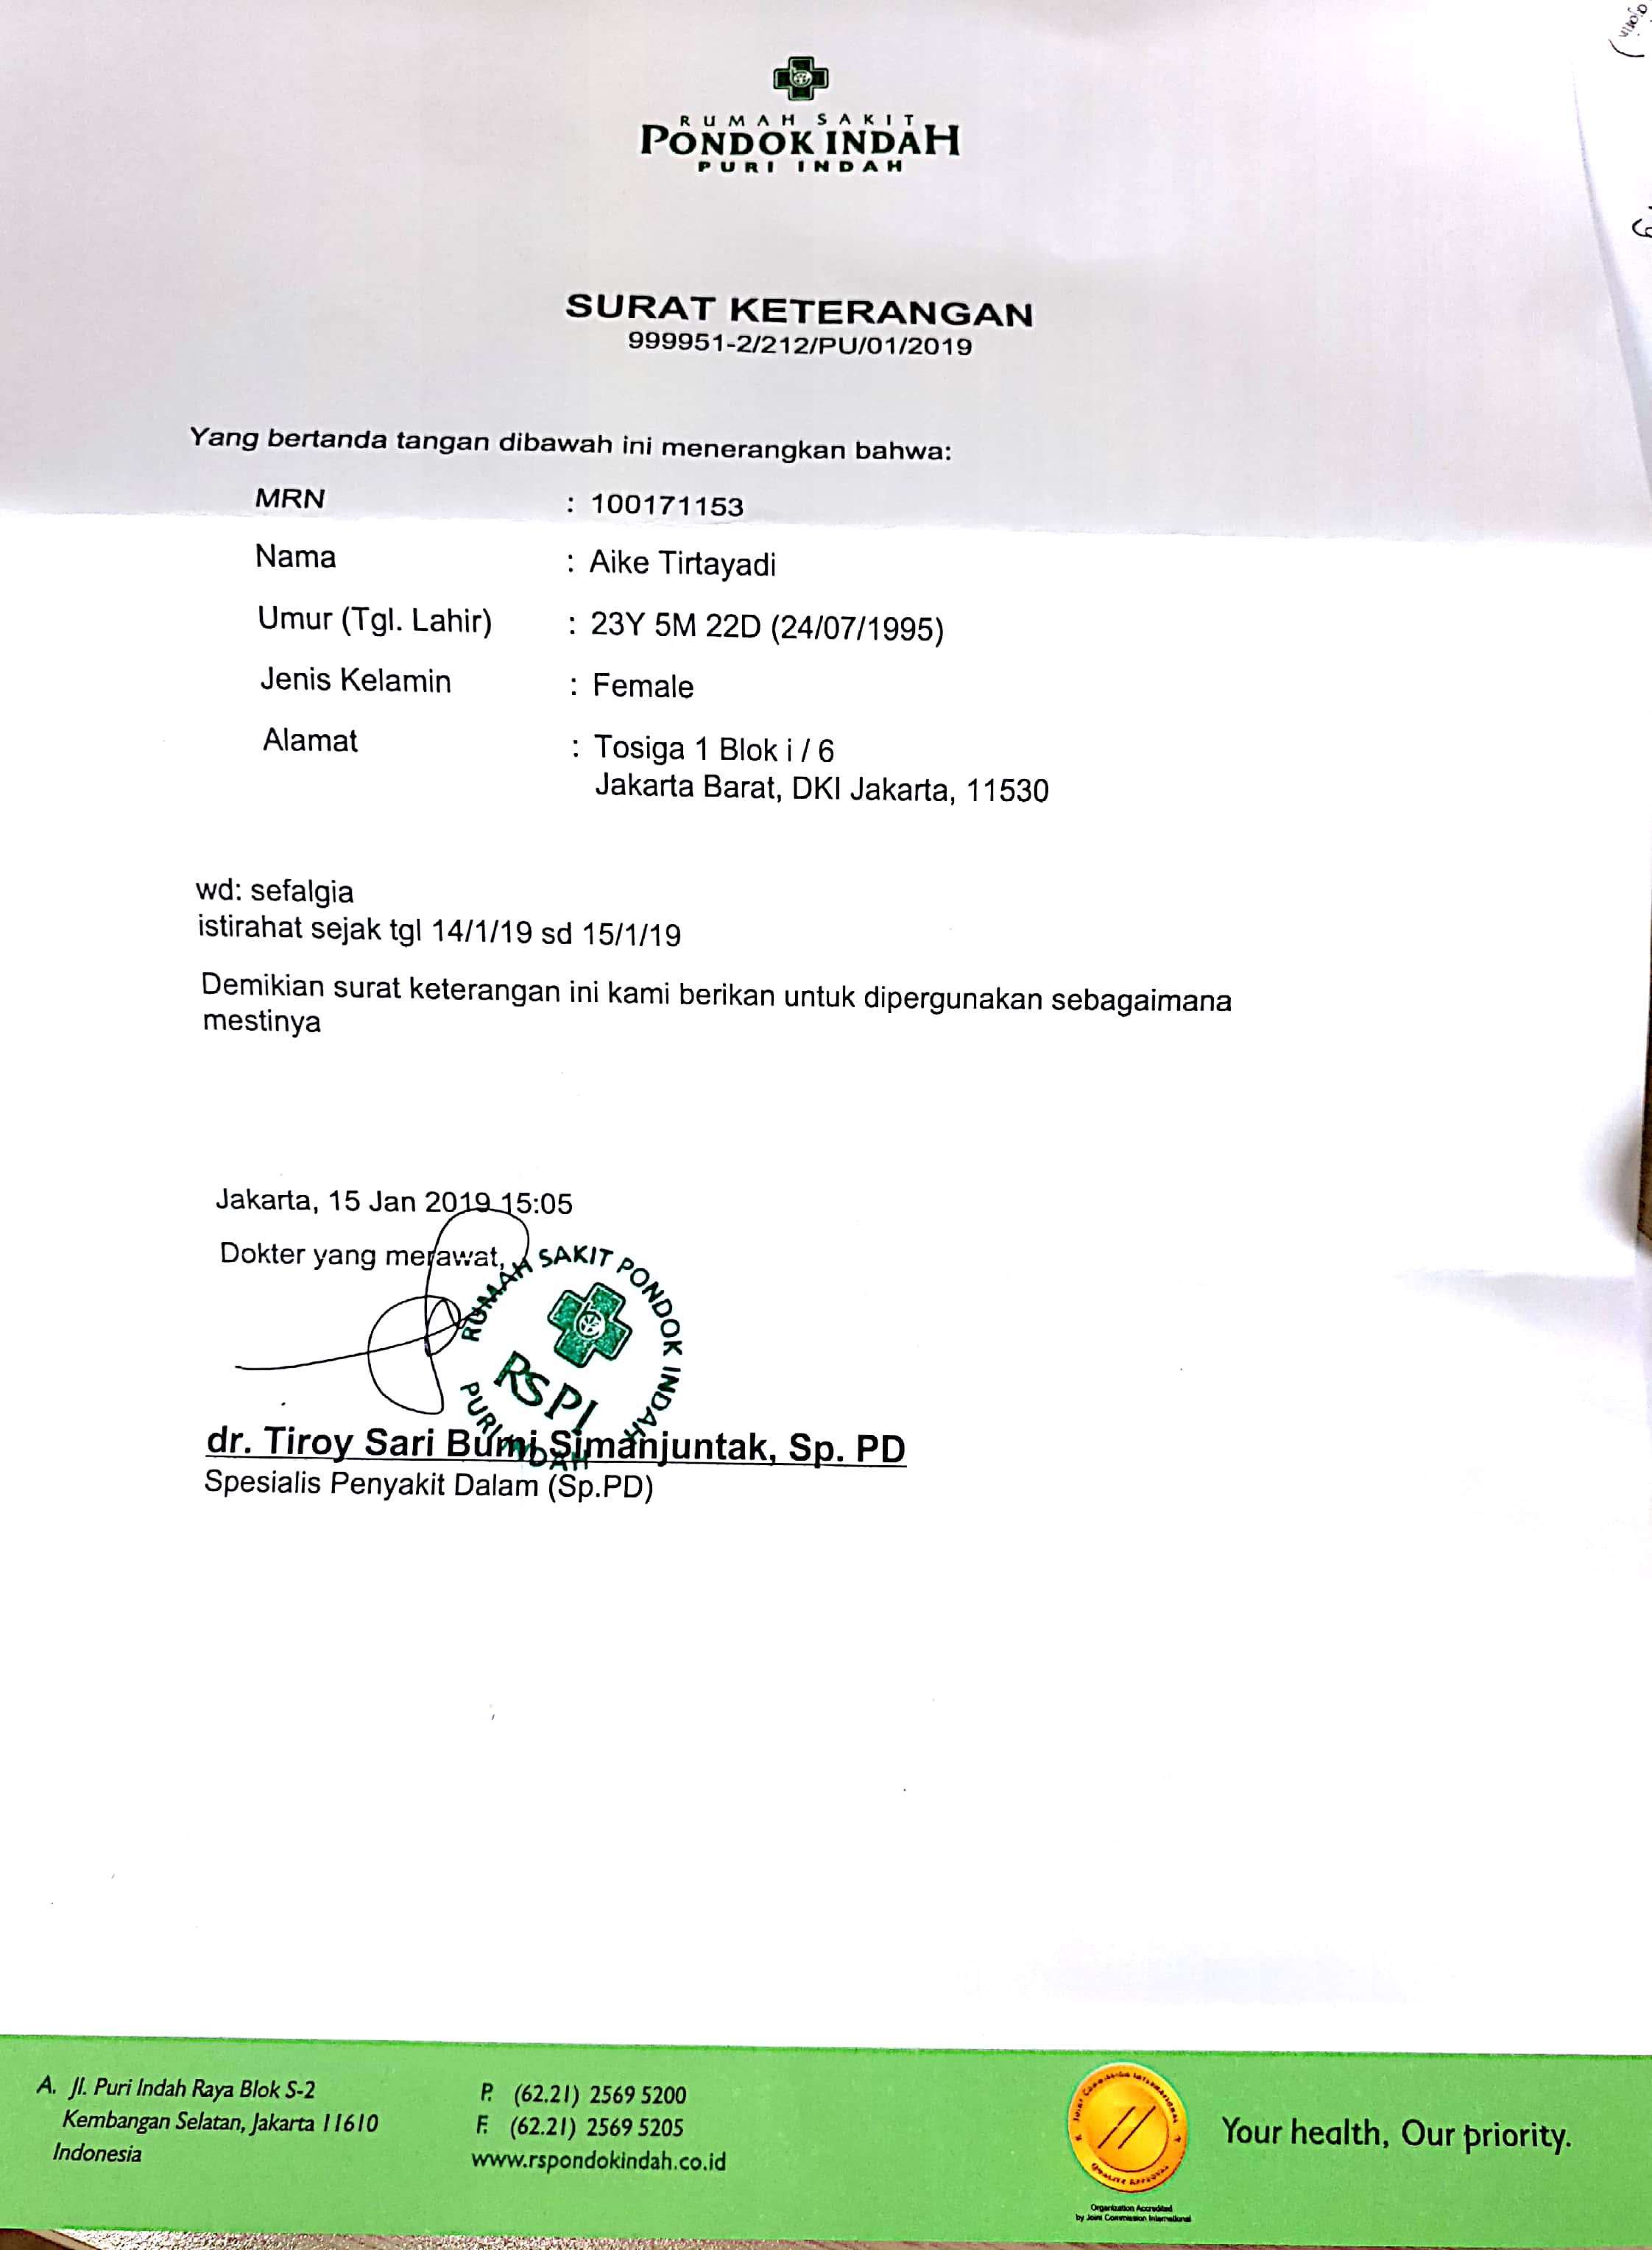 RUMAH SAKIT
PONDOK INDAH
PURI INDAH
SURAT KETERANGAN
999951-2/212/PU/01/2019
Yang bertanda tangan dibawah ini menerangkan bahwa:
MRN : 100171153
Nama : Aike Tirtayadi
Umur (Tgl. Lahir) : 23Y 5M 22D (24/07/1995)
Jenis Kelamin : Female
Alamat : Tosiga 1 Blok i / 6
Jakarta Barat, DKI Jakarta, 11530
wd: sefalgia
istirahat sejak tgl 14/1/19 sd 15/1/19
Demikian surat keterangan ini kami berikan untuk dipergunakan sebagaimana
mestinya
Jakarta, 15 Jan 2019 15:05
Dokter yang merawat,
RUMAH SAKIT PONDOK INDAH
RSPI
PURI INDAH
dr. Tiroy Sari Bumi Simanjuntak, Sp. PD
Spesialis Penyakit Dalam (Sp.PD)
A. Jl. Puri Indah Raya Blok S-2
Kembangan Selatan, Jakarta 11610
Indonesia
P. (62.21) 2569 5200
F. (62.21) 2569 5205
www.rspondokindah.co.id
Joint Commission International
Quality Approval
Organization Accredited
by Joint Commission International
Your health, Our priority.